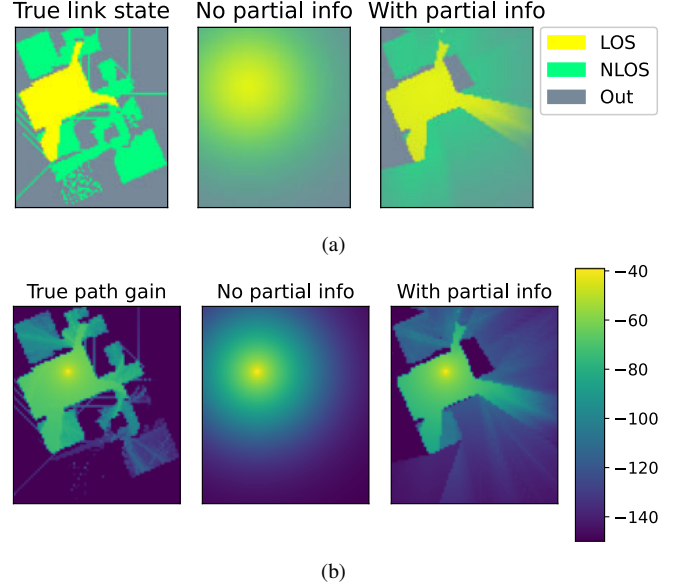 True link state No partial info With partial info
LOS
NLOS
Out
(a)
True path gain No partial info With partial info
−40
−60
−80
−100
−120
−140
(b)